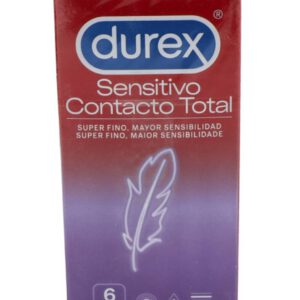 durex®
Sensitivo
Contacto Total
SUPER FINO, MAYOR SENSIBILIDAD
SUPER FINO, MAIOR SENSIBILIDADE
6